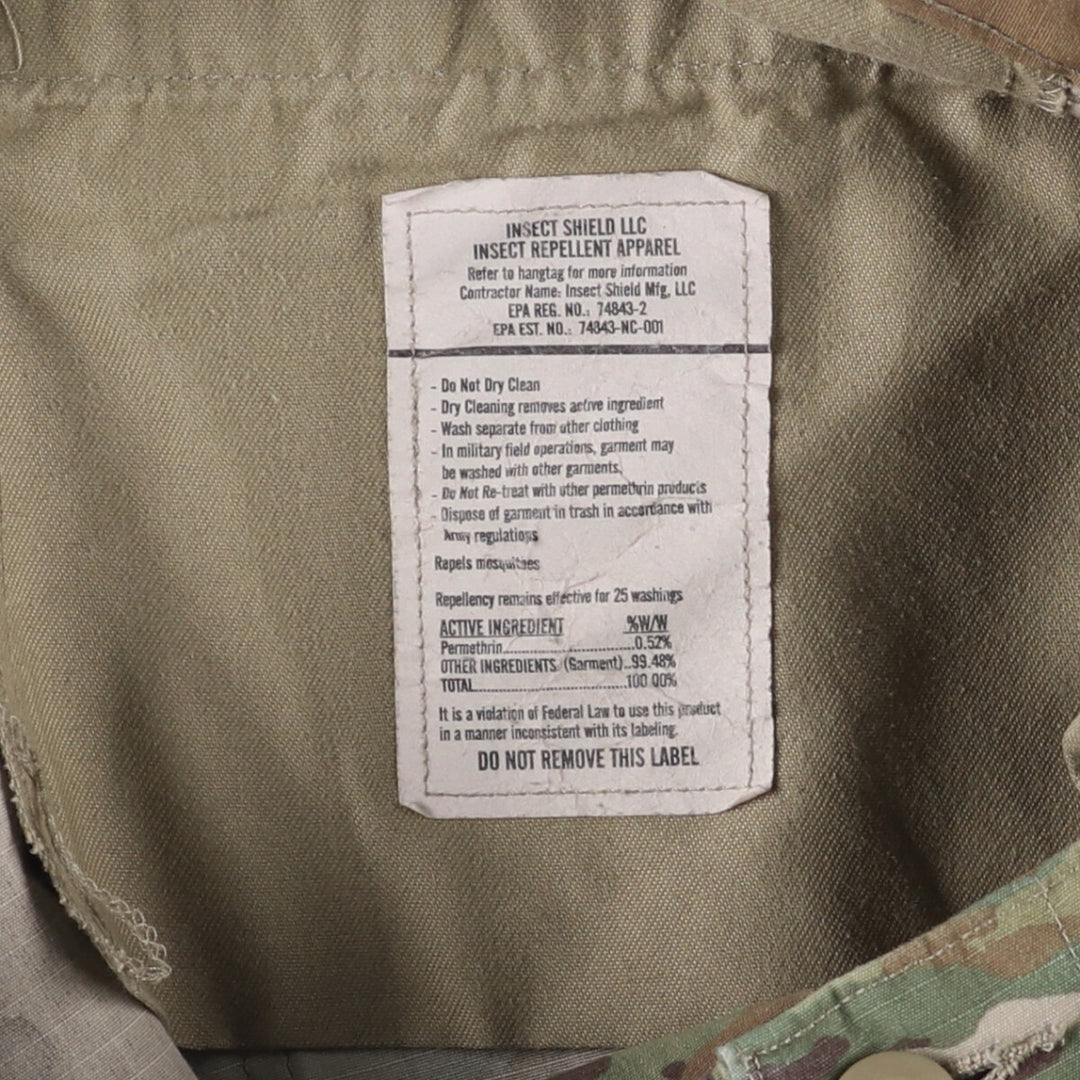 INSECT SHIELD LLC
INSECT REPELLENT APPAREL
Refer to hangtag for more information
Contractor Name: Insect Shield Mfg, LLC
EPA REG. NO.: 74843-2
EPA EST. NO.: 74843-NC-001
- Do Not Dry Clean
- Dry Cleaning removes active ingredient
- Wash separate from other clothing
- In military field operations, garment may
be washed with other garments.
- Do Not Re-treat with other permethrin products
- Dispose of garment in trash in accordance with
Army regulations
Repels mosquitoes
Repellency remains effective for 25 washings
ACTIVE INGREDIENT %W/W
Permethrin..............................0.52%
OTHER INGREDIENTS (Garment)..99.48%
TOTAL...................................100.00%
It is a violation of Federal Law to use this product
in a manner inconsistent with its labeling.
DO NOT REMOVE THIS LABEL